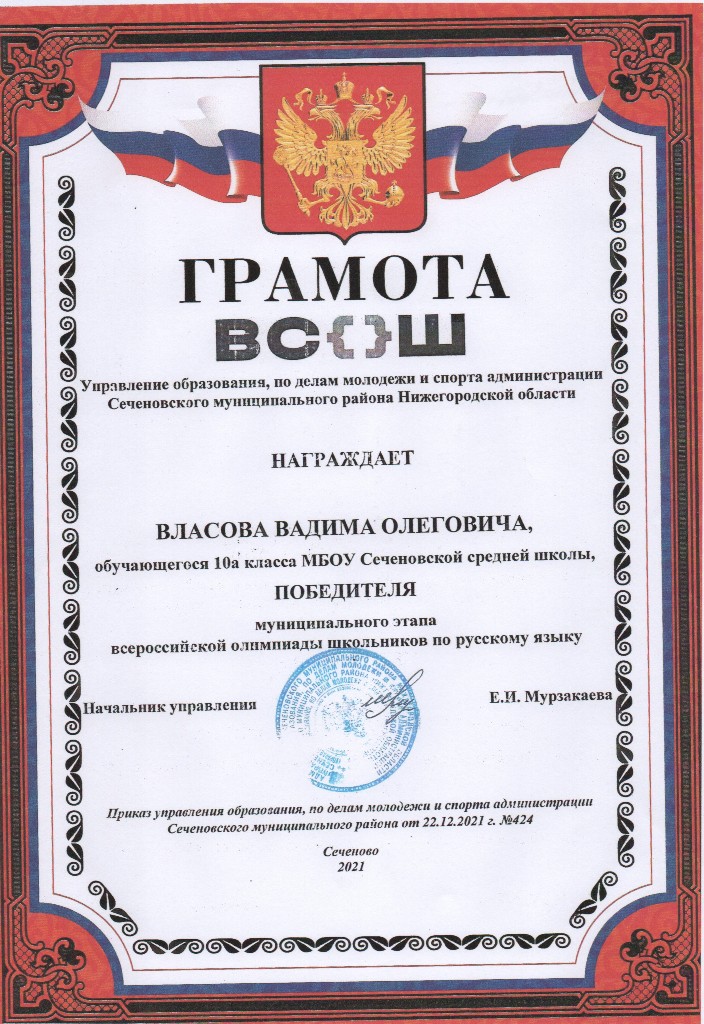 ГРАМОТА
ВС{}Ш
Управление образования, по делам молодежи и спорта администрации
Сеченовского муниципального района Нижегородской области
НАГРАЖДАЕТ
ВЛАСОВА ВАДИМА ОЛЕГОВИЧА,
обучающегося 10а класса МБОУ Сеченовской средней школы,
ПОБЕДИТЕЛЯ
муниципального этапа
всероссийской олимпиады школьников по русскому языку
Начальник управления
Е.И. Мурзакаева
Приказ управления образования, по делам молодежи и спорта администрации
Сеченовского муниципального района от 22.12.2021 г. №424
Сеченово
2021